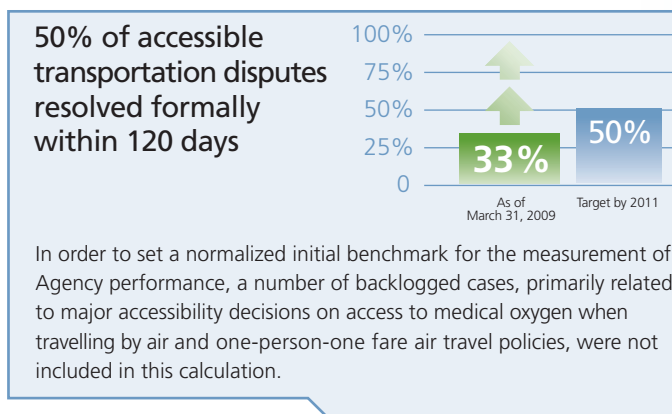 50% of accessible
transportation disputes
resolved formally
within 120 days
100%
75%
50%
25%
0
33%
50%
As of
March 31, 2009
Target by 2011
In order to set a normalized initial benchmark for the measurement of
Agency performance, a number of backlogged cases, primarily related
to major accessibility decisions on access to medical oxygen when
travelling by air and one-person-one fare air travel policies, were not
included in this calculation.